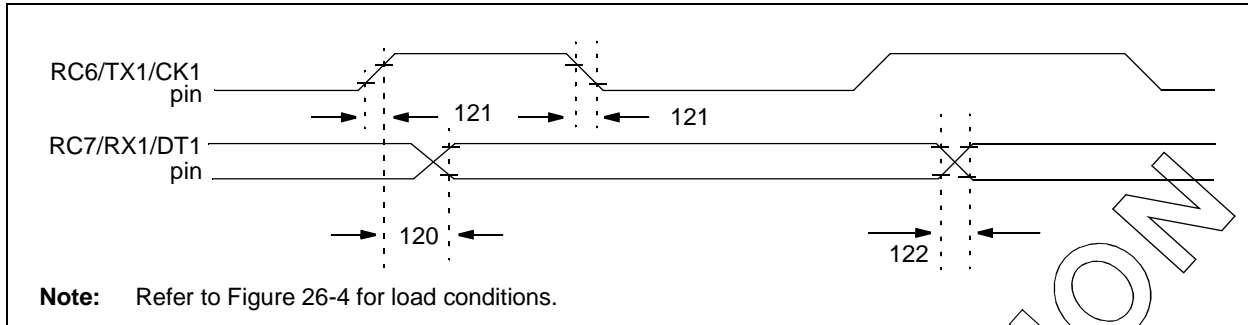 RC6/TX1/CK1
pin
121
121
RC7/RX1/DT1
pin
120
122
Note: Refer to Figure 26-4 for load conditions.
ON